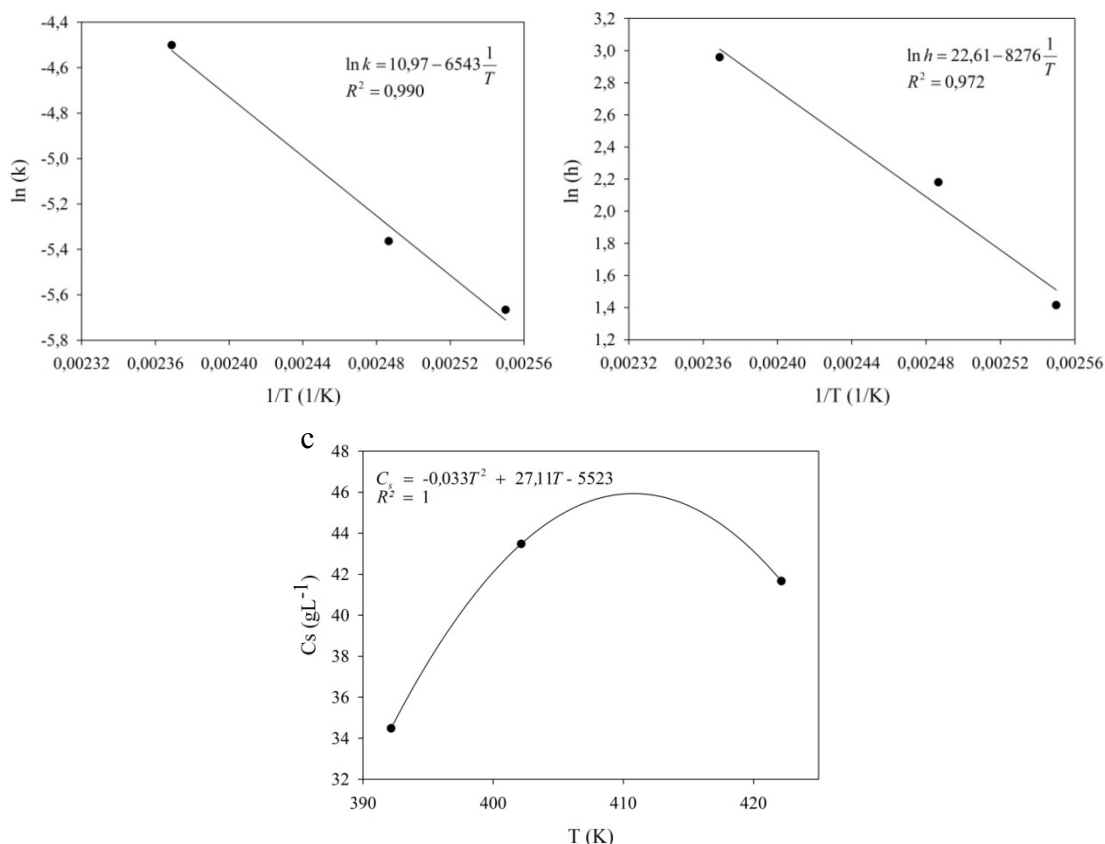 -4,4
-4,6
-4,8
-5,0
-5,2
-5,4
-5,6
-5,8
ln (k)
ln k = 10,97 – 6543 1/T
R² = 0,990
0,00232 0,00236 0,00240 0,00244 0,00248 0,00252 0,00256
1/T (1/K)
3,2
3,0
2,8
2,6
2,4
2,2
2,0
1,8
1,6
1,4
1,2
ln (h)
ln h = 22,61 – 8276 1/T
R² = 0,972
0,00232 0,00236 0,00240 0,00244 0,00248 0,00252 0,00256
1/T (1/K)
c
48
46
44
42
40
38
36
34
32
Cs (gL⁻¹)
Cₛ = -0,033T² + 27,11T - 5523
R² = 1
390 400 410 420
T (K)